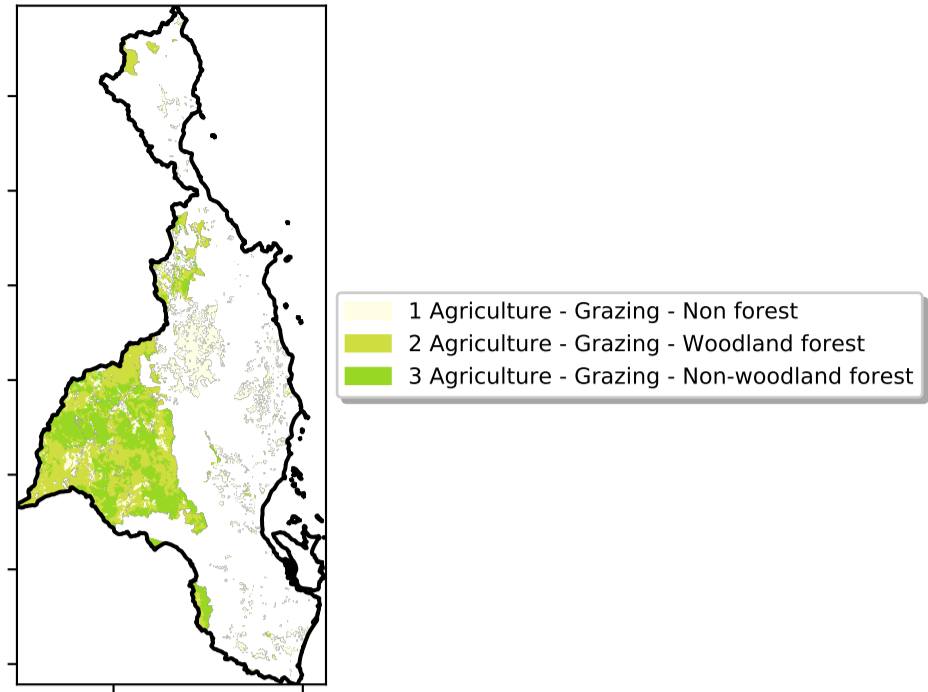 1 Agriculture - Grazing - Non forest
2 Agriculture - Grazing - Woodland forest
3 Agriculture - Grazing - Non-woodland forest